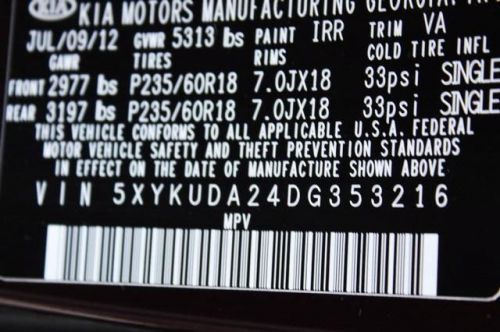 KIA KIA MOTORS MANUFACTURING GEORGIA
JUL/09/12 GVWR 5313 lbs PAINT IRR TRIM VA
GAWR TIRES RIMS COLD TIRE INFL
FRONT 2977 lbs P235/60R18 7.0JX18 33psi SINGLE
REAR 3197 lbs P235/60R18 7.0JX18 33psi SINGLE
THIS VEHICLE CONFORMS TO ALL APPLICABLE U.S.A. FEDERAL
MOTOR VEHICLE SAFETY AND THEFT PREVENTION STANDARDS
IN EFFECT ON THE DATE OF MANUFACTURE SHOWN ABOVE.
VIN 5XYKUDA24DG353216
MPV